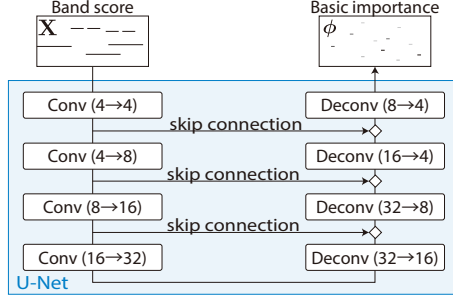 Band score
Basic importance
X
ϕ
Conv (4→4)
Deconv (8→4)
skip connection
Conv (4→8)
Deconv (16→4)
skip connection
Conv (8→16)
Deconv (32→8)
skip connection
Conv (16→32)
Deconv (32→16)
U-Net